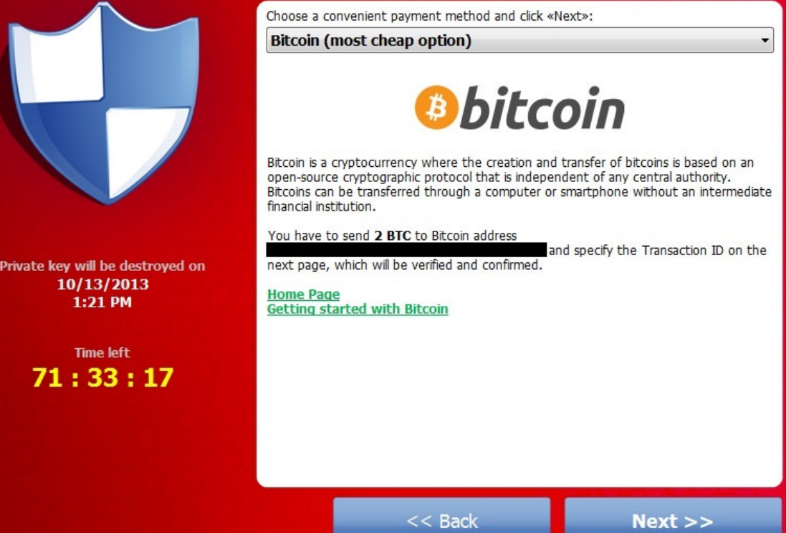 Choose a convenient payment method and click «Next»:
Bitcoin (most cheap option)
bitcoin
Bitcoin is a cryptocurrency where the creation and transfer of bitcoins is based on an
open-source cryptographic protocol that is independent of any central authority.
Bitcoins can be transferred through a computer or smartphone without an intermediate
financial institution.
You have to send 2 BTC to Bitcoin address
and specify the Transaction ID on the
next page, which will be verified and confirmed.
Home Page
Getting started with Bitcoin
Private key will be destroyed on
10/13/2013
1:21 PM
Time left
71 : 33 : 17
<< Back
Next >>